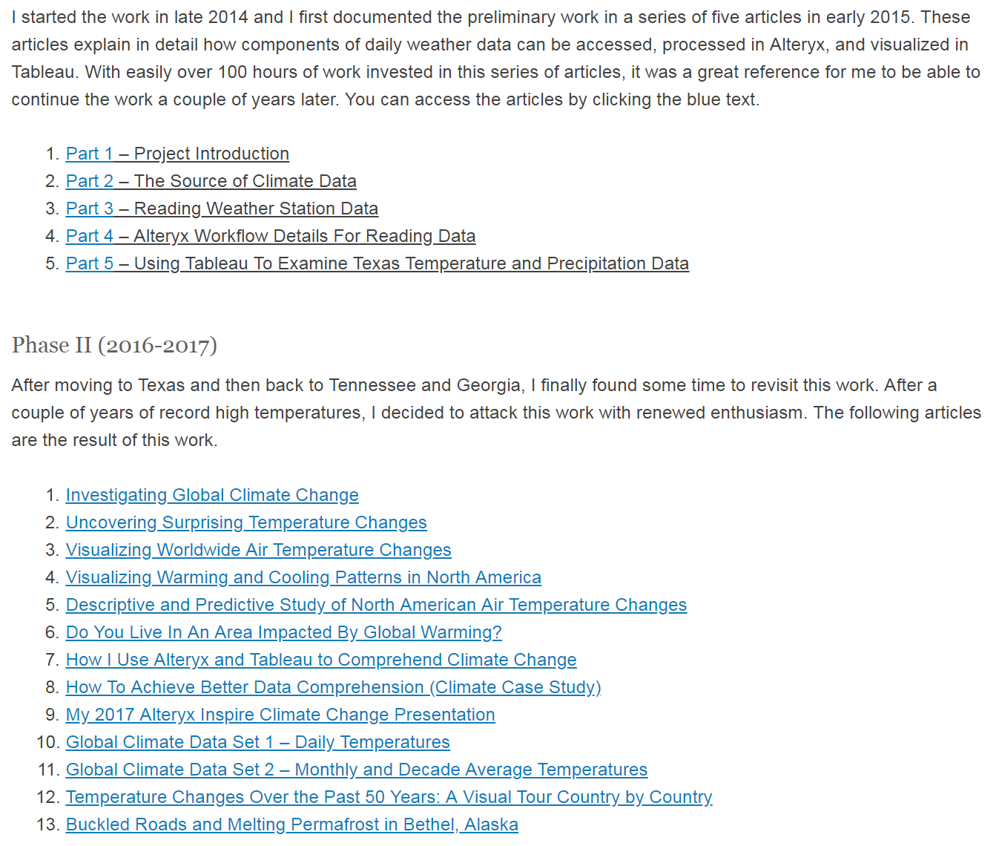 I started the work in late 2014 and I first documented the preliminary work in a series of five articles in early 2015. These
articles explain in detail how components of daily weather data can be accessed, processed in Alteryx, and visualized in
Tableau. With easily over 100 hours of work invested in this series of articles, it was a great reference for me to be able to
continue the work a couple of years later. You can access the articles by clicking the blue text.
1. Part 1 – Project Introduction
2. Part 2 – The Source of Climate Data
3. Part 3 – Reading Weather Station Data
4. Part 4 – Alteryx Workflow Details For Reading Data
5. Part 5 – Using Tableau To Examine Texas Temperature and Precipitation Data
Phase II (2016-2017)
After moving to Texas and then back to Tennessee and Georgia, I finally found some time to revisit this work. After a
couple of years of record high temperatures, I decided to attack this work with renewed enthusiasm. The following articles
are the result of this work.
1. Investigating Global Climate Change
2. Uncovering Surprising Temperature Changes
3. Visualizing Worldwide Air Temperature Changes
4. Visualizing Warming and Cooling Patterns in North America
5. Descriptive and Predictive Study of North American Air Temperature Changes
6. Do You Live In An Area Impacted By Global Warming?
7. How I Use Alteryx and Tableau to Comprehend Climate Change
8. How To Achieve Better Data Comprehension (Climate Case Study)
9. My 2017 Alteryx Inspire Climate Change Presentation
10. Global Climate Data Set 1 – Daily Temperatures
11. Global Climate Data Set 2 – Monthly and Decade Average Temperatures
12. Temperature Changes Over the Past 50 Years: A Visual Tour Country by Country
13. Buckled Roads and Melting Permafrost in Bethel, Alaska